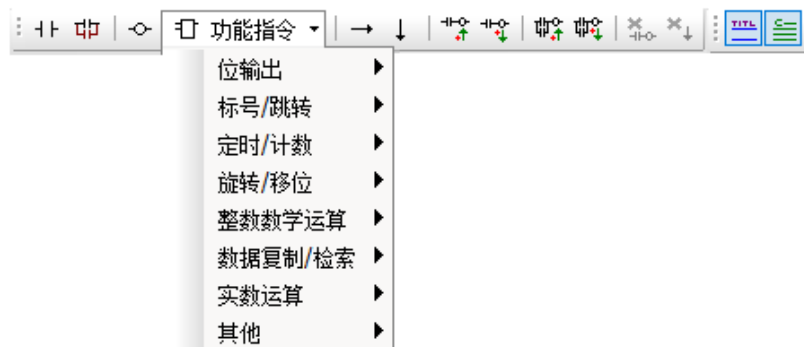 功能指令 TITL
位输出
标号/跳转
定时/计数
旋转/移位
整数数学运算
数据复制/检索
实数运算
其他